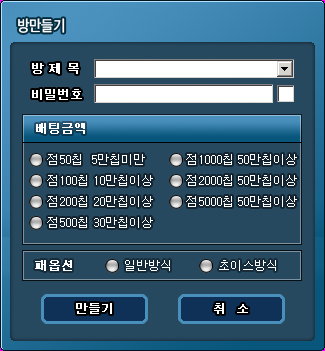 방만들기
방 제 목
비밀번호
배팅금액
점50칩 5만칩미만 점1000칩 50만칩이상
점100칩 10만칩이상 점2000칩 50만칩이상
점200칩 20만칩이상 점5000칩 50만칩이상
점500칩 30만칩이상
패옵션 일반방식 초이스방식
만들기 취 소